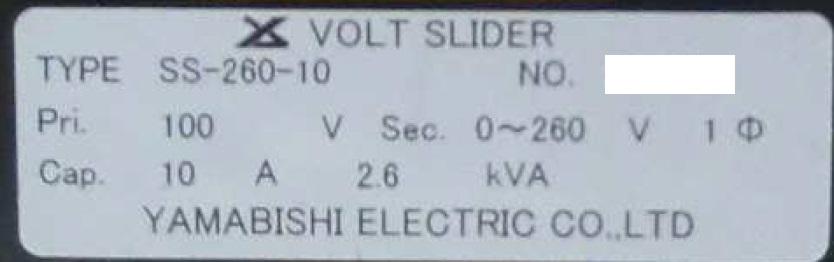 VOLT SLIDER
TYPE SS-260-10 NO.
Pri. 100 V Sec. 0～260 V 1 Φ
Cap. 10 A 2.6 kVA
YAMABISHI ELECTRIC CO.,LTD